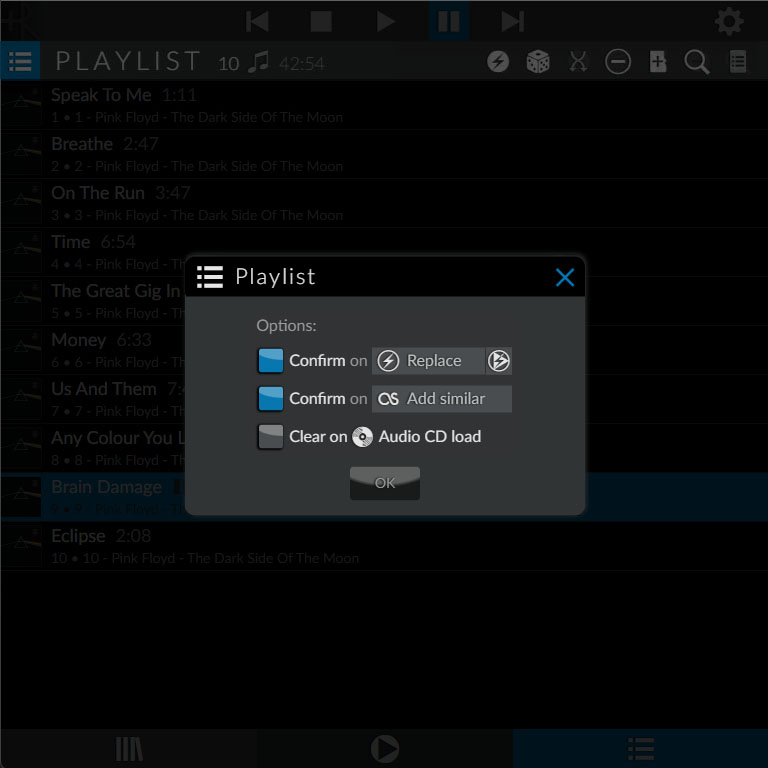 PLAYLIST 10 42:54
Speak To Me 1:11
1 • 1 - Pink Floyd - The Dark Side Of The Moon
Breathe 2:47
2 • 2 - Pink Floyd - The Dark Side Of The Moon
On The Run 3:47
3 • 3 - Pink Floyd - The Dark Side Of The Moon
Time 6:54
4 • 4 - Pink Floyd - Th
The Great Gig In
5 • 5 - Pink Floyd - Th
Money 6:33
6 • 6 - Pink Floyd - Th
Us And Them 7:4
7 • 7 - Pink Floyd - Th
Any Colour You L
8 • 8 - Pink Floyd - Th
Brain Damage
9 • 9 - Pink Floyd - Th
Eclipse 2:08
10 • 10 - Pink Floyd - The Dark Side Of The Moon
Playlist
Options:
Confirm on Replace
Confirm on Add similar
Clear on Audio CD load
OK